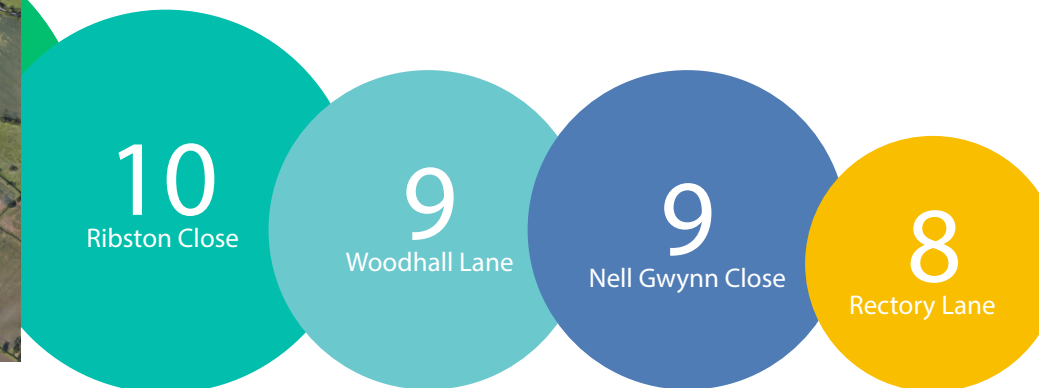 10
Ribston Close
9
Woodhall Lane
9
Nell Gwynn Close
8
Rectory Lane